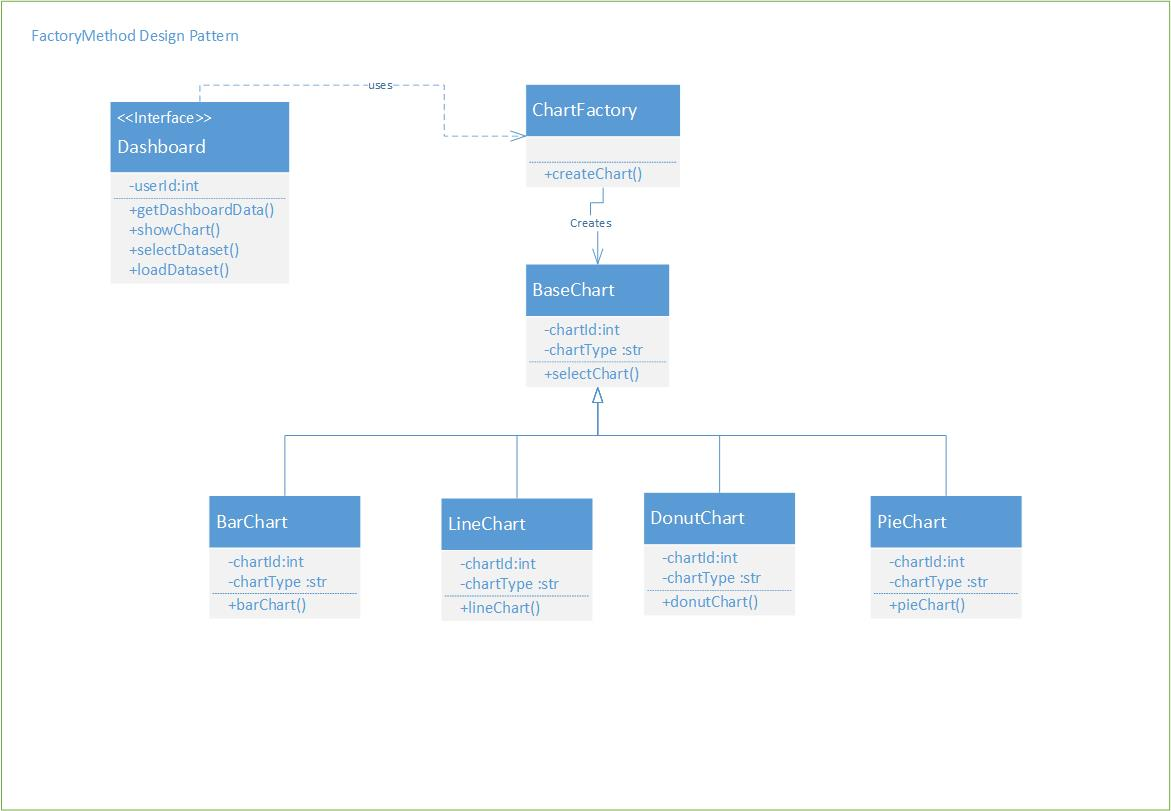 FactoryMethod Design Pattern
uses
<<Interface>>
Dashboard
-userId:int
+getDashboardData()
+showChart()
+selectDataset()
+loadDataset()
ChartFactory
+createChart()
Creates
BaseChart
-chartId:int
-chartType :str
+selectChart()
BarChart
-chartId:int
-chartType :str
+barChart()
LineChart
-chartId:int
-chartType :str
+lineChart()
DonutChart
-chartId:int
-chartType :str
+donutChart()
PieChart
-chartId:int
-chartType :str
+pieChart()